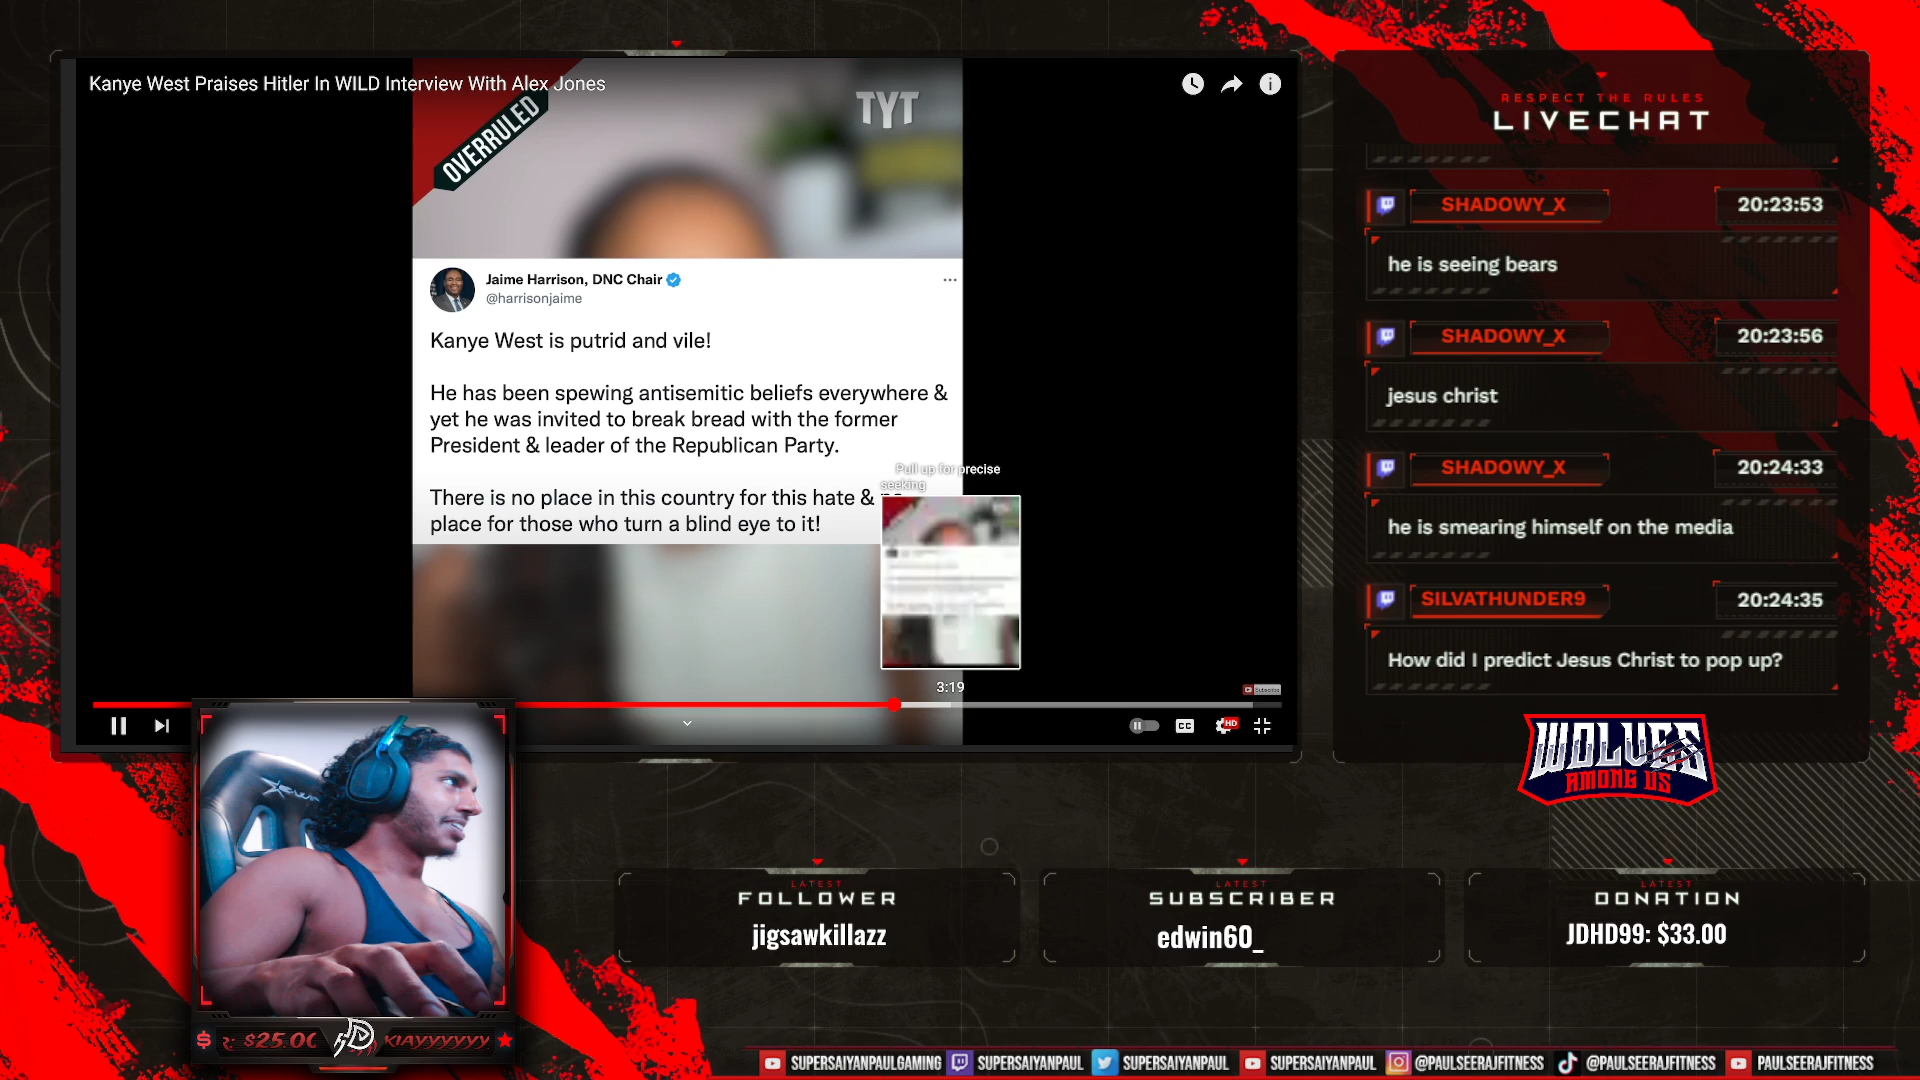 Kanye West Praises Hitler In WILD Interview With Alex Jones
OVERRULED
TYT
Jaime Harrison, DNC Chair
@harrisonjaime
Kanye West is putrid and vile!
He has been spewing antisemitic beliefs everywhere &
yet he was invited to break bread with the former
President & leader of the Republican Party.
There is no place in this country for this hate &
place for those who turn a blind eye to it!
Pull up for precise
seeking
3:19
Subscribe
CC
HD
RESPECT THE RULES
LIVECHAT
SHADOWY_X
20:23:53
he is seeing bears
SHADOWY_X
20:23:56
jesus christ
SHADOWY_X
20:24:33
he is smearing himself on the media
SILVATHUNDER9
20:24:35
How did I predict Jesus Christ to pop up?
WOLVES
AMONG US
LATEST
FOLLOWER
jigsawkillazz
LATEST
SUBSCRIBER
edwin60_
LATEST
DONATION
JDHD99: $33.00
$ $25.00
KIAYYYYYY
SUPERSAIYANPAULGAMING
SUPERSAIYANPAUL
SUPERSAIYANPAUL
SUPERSAIYANPAUL
@PAULSEERAJFITNESS
@PAULSEERAJFITNESS
PAULSEERAJFITNESS